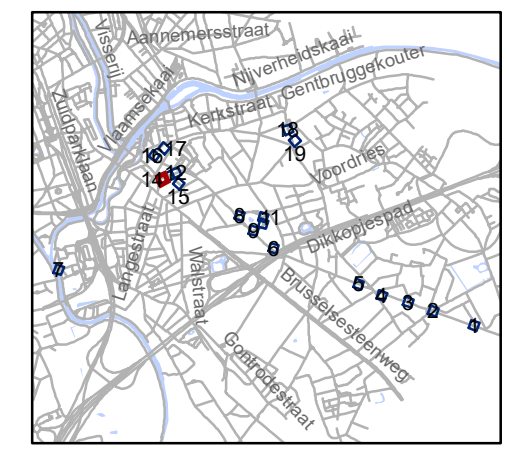 Visserij
Aannemersstraat
Nijverheidskaai
Vlaamsekaai
Gentbruggekouter
Kerkstraat
Zuidparklaan
18
19
17
16
12
14
15
Voordries
8
11
9
6
Dikkopjespad
Langestraat
Walstraat
7
Brusselsesteenweg
5
4
3
2
1
Gontrodestraat